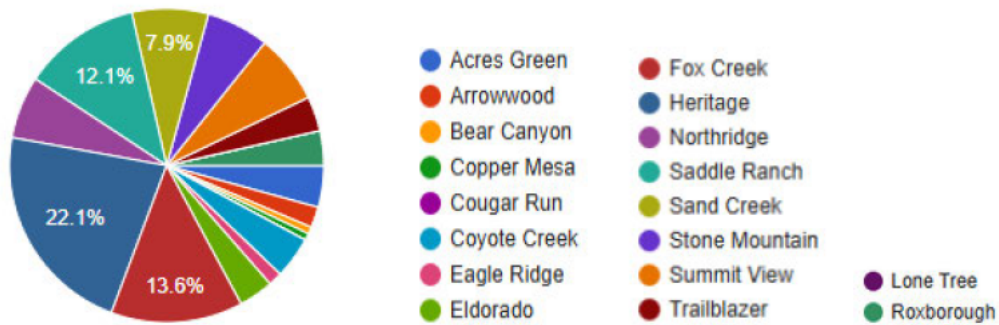 7.9%
12.1%
22.1%
13.6%
Acres Green
Arrowwood
Bear Canyon
Copper Mesa
Cougar Run
Coyote Creek
Eagle Ridge
Eldorado
Fox Creek
Heritage
Northridge
Saddle Ranch
Sand Creek
Stone Mountain
Summit View
Trailblazer
Lone Tree
Roxborough